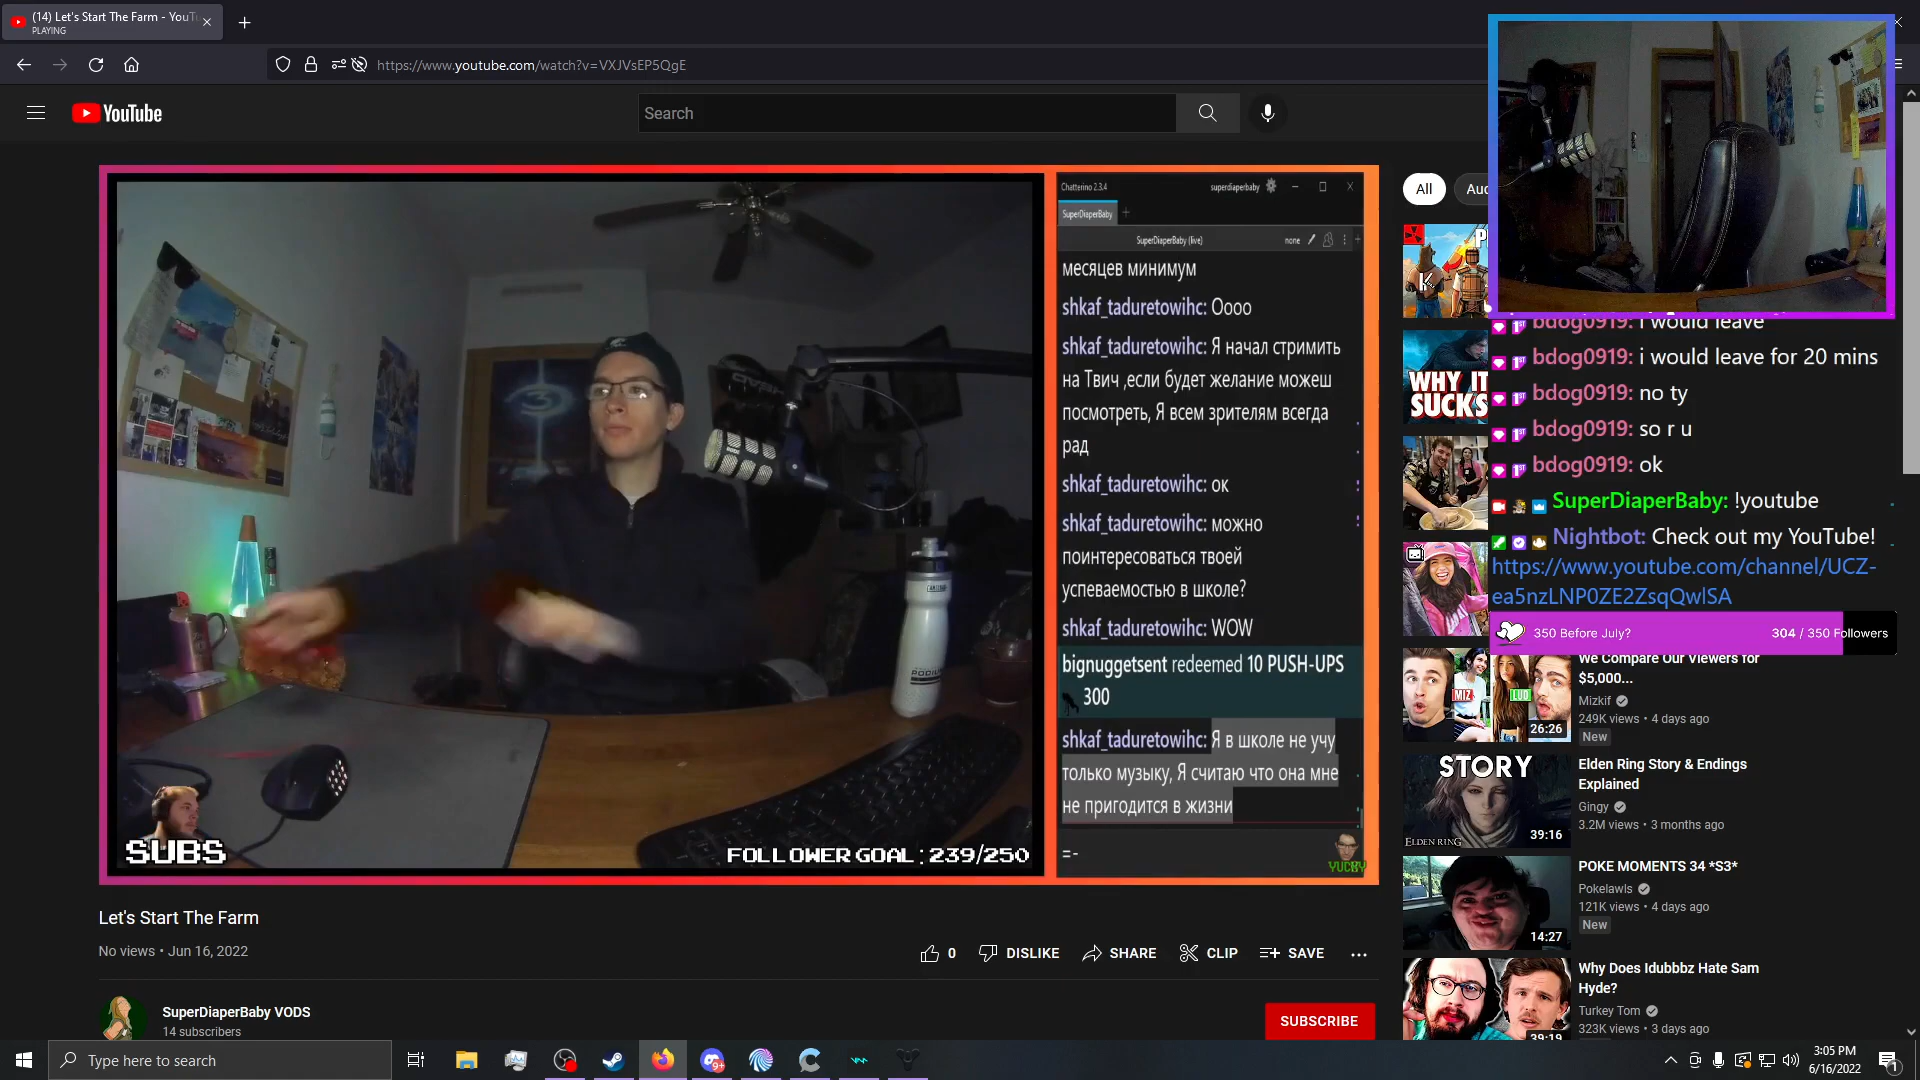 (14) Let's Start The Farm - YouTu
PLAYING
https://www.youtube.com/watch?v=VXJVsEP5QgE
YouTube
Search
Chatterino 2.3.4
superdiaperbaby
SuperDiaperBaby
SuperDiaperBaby (live)
none
месяцев минимум
shkaf_taduretowihc: Оооо
shkaf_taduretowihc: Я начал стримить
на Твич ,если будет желание можеш
посмотреть, Я всем зрителям всегда
рад
shkaf_taduretowihc: ок
shkaf_taduretowihc: можно
поинтересоваться твоей
успеваемостью в школе?
shkaf_taduretowihc: WOW
bignuggetsent redeemed 10 PUSH-UPS
300
shkaf_taduretowihc: Я в школе не учу
только музыку, Я считаю что она мне
не пригодится в жизни
=-
YUCKY
PODIUM
SUBS
FOLLOWER GOAL : 239/250
Let's Start The Farm
No views • Jun 16, 2022
0
DISLIKE
SHARE
CLIP
SAVE
SuperDiaperBaby VODS
14 subscribers
SUBSCRIBE
All
WHY IT
SUCKS
bdog0919: i would leave
bdog0919: i would leave for 20 mins
bdog0919: no ty
bdog0919: so r u
bdog0919: ok
SuperDiaperBaby: !youtube
Nightbot: Check out my YouTube!
https://www.youtube.com/channel/UCZ-
ea5nzLNP0ZE2ZsqQwlSA
350 Before July?
304 / 350 Followers
We Compare Our Viewers for
$5,000...
Mizkif
249K views • 4 days ago
New
MIZ
LUD
26:26
STORY
ELDEN RING
39:16
Elden Ring Story & Endings
Explained
Gingy
3.2M views • 3 months ago
POKE MOMENTS 34 *S3*
Pokelawls
121K views • 4 days ago
New
14:27
Why Does Idubbbz Hate Sam
Hyde?
Turkey Tom
323K views • 3 days ago
39:19
Type here to search
9+
3:05 PM
6/16/2022
1